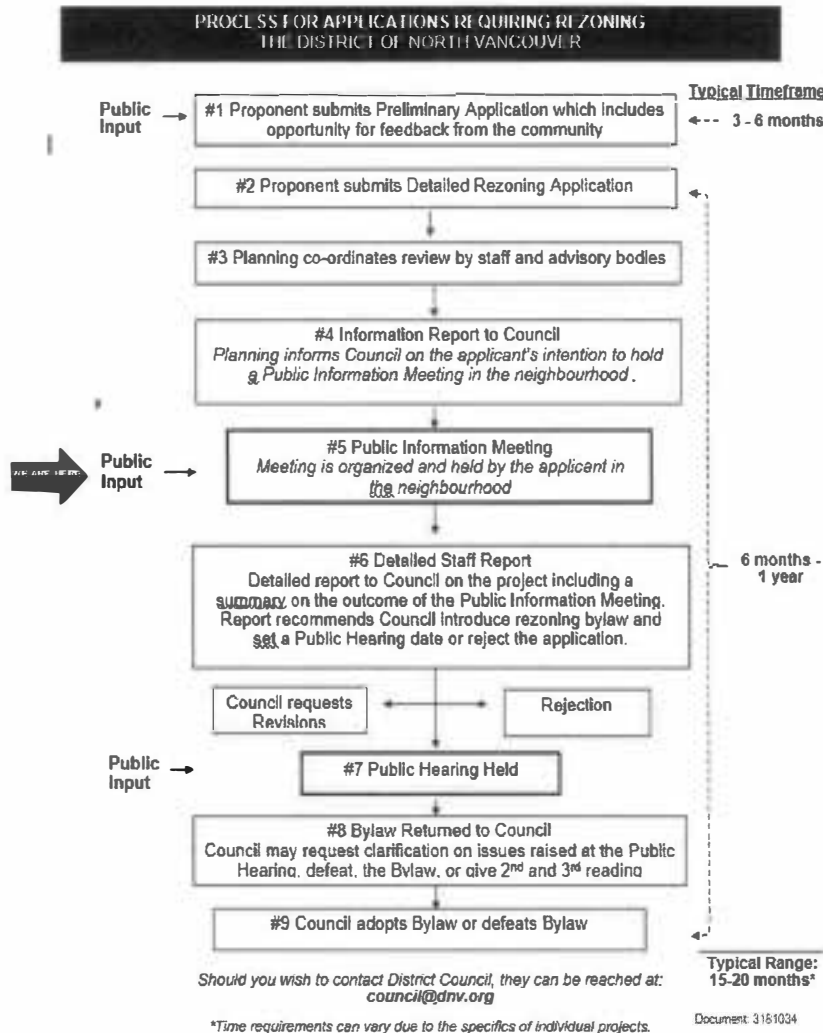 PROCESS FOR APPLICATIONS REQUIRING REZONING
THE DISTRICT OF NORTH VANCOUVER
Typical Timeframe
Public
Input
#1 Proponent submits Preliminary Application which includes
opportunity for feedback from the community
3 - 6 months
#2 Proponent submits Detailed Rezoning Application
#3 Planning co-ordinates review by staff and advisory bodies
#4 Information Report to Council
Planning informs Council on the applicant's intention to hold
a Public Information Meeting in the neighbourhood.
WE ARE HERE
Public
Input
#5 Public Information Meeting
Meeting is organized and held by the applicant in
the neighbourhood
#6 Detailed Staff Report
Detailed report to Council on the project including a
summary on the outcome of the Public Information Meeting.
Report recommends Council introduce rezoning bylaw and
set a Public Hearing date or reject the application.
6 months -
1 year
Council requests
Revisions
Rejection
Public
Input
#7 Public Hearing Held
#8 Bylaw Returned to Council
Council may request clarification on issues raised at the Public
Hearing, defeat, the Bylaw, or give 2nd and 3rd reading
#9 Council adopts Bylaw or defeats Bylaw
Typical Range:
15-20 months*
Should you wish to contact District Council, they can be reached at:
council@dnv.org
*Time requirements can vary due to the specifics of individual projects.
Document: 3181034